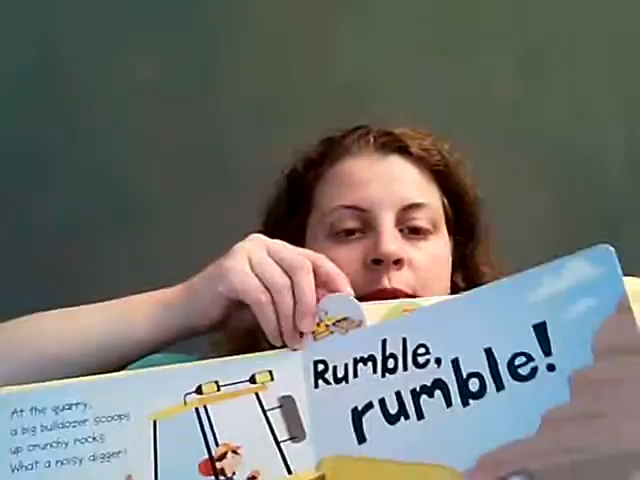 At the quarry,
a big bulldozer scoops
up crunchy rocks.
What a noisy digger!
Rumble,
rumble!